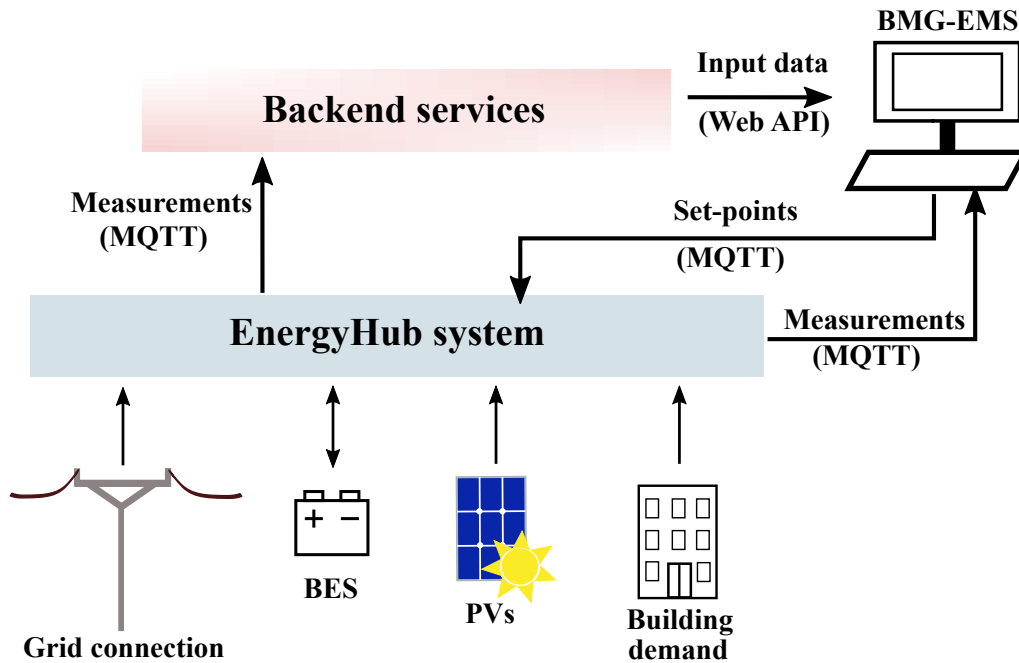 BMG-EMS
Input data
(Web API)
Backend services
Measurements
(MQTT)
Set-points
(MQTT)
EnergyHub system
Measurements
(MQTT)
+ −
BES
PVs
Building
demand
Grid connection